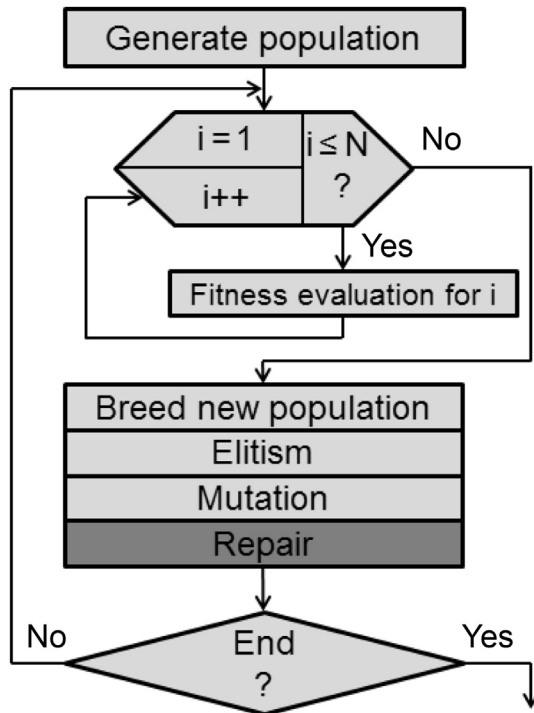 Generate population
i = 1
i ≤ N
?
No
i++
Yes
Fitness evaluation for i
Breed new population
Elitism
Mutation
Repair
No
End
?
Yes